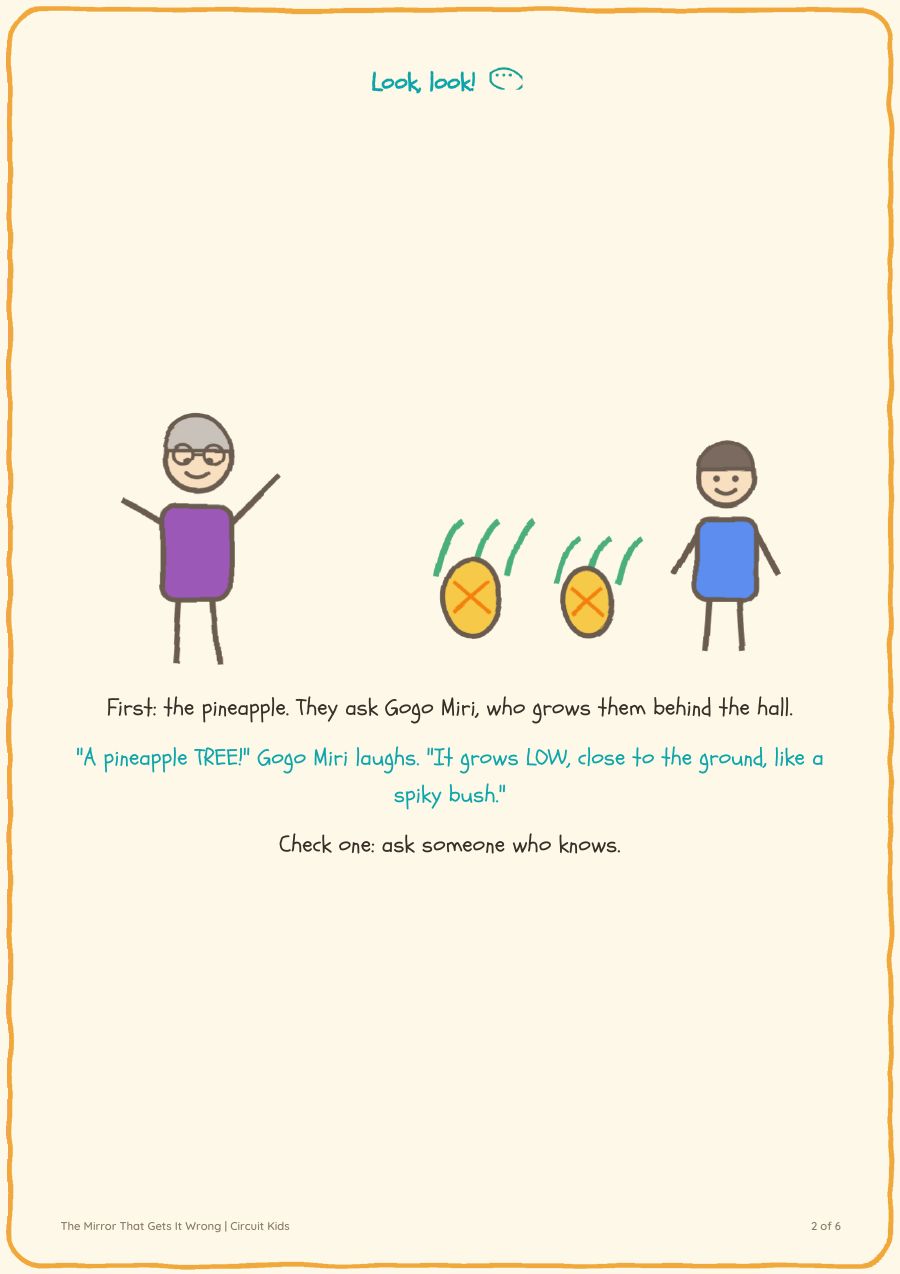 Look, look!
First: the pineapple. They ask Gogo Miri, who grows them behind the hall.
"A pineapple TREE!" Gogo Miri laughs. "It grows LOW, close to the ground, like a
spiky bush."
Check one: ask someone who knows.
The Mirror That Gets It Wrong | Circuit Kids
2 of 6